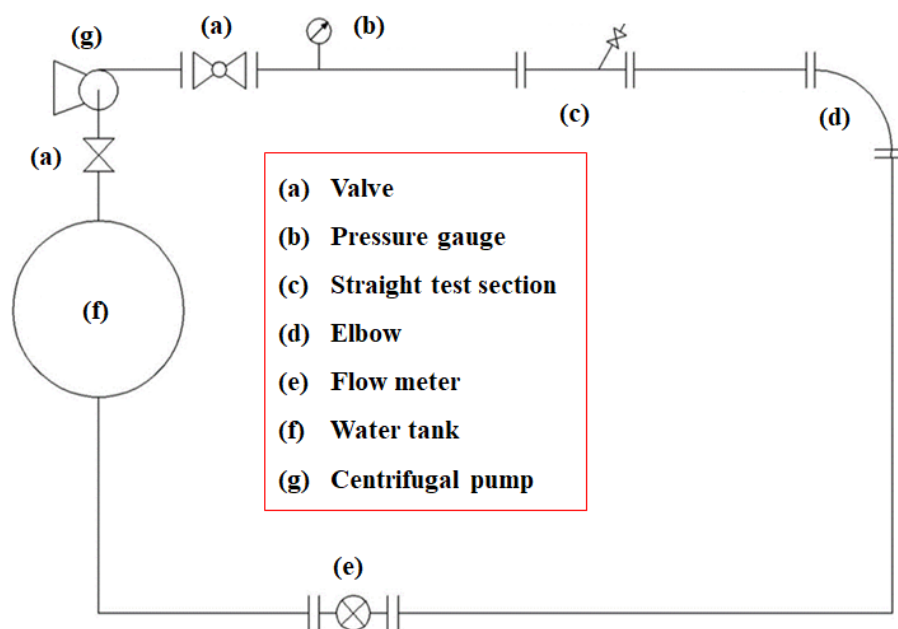 (g)
(a)
(b)
(c)
(d)
(a)
(a) Valve
(b) Pressure gauge
(c) Straight test section
(d) Elbow
(e) Flow meter
(f) Water tank
(g) Centrifugal pump
(f)
(e)